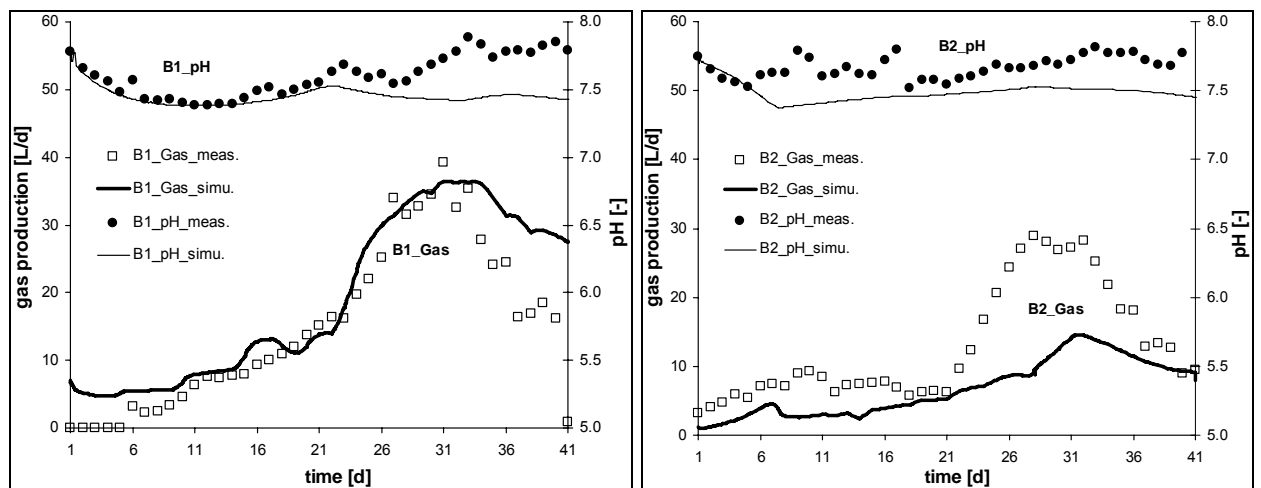 60
50
40
30
20
10
0
gas production [L/d]
B1_pH
B1_Gas_meas.
B1_Gas_simu.
B1_pH_meas.
B1_pH_simu.
B1_Gas
8.0
7.5
7.0
6.5
6.0
5.5
5.0
pH [-]
1 6 11 16 21 26 31 36 41
time [d]
60
50
40
30
20
10
0
gas production [L/d]
B2_pH
B2_Gas_meas.
B2_Gas_simu.
B2_pH_meas.
B2_pH_simu.
B2_Gas
8.0
7.5
7.0
6.5
6.0
5.5
5.0
pH [-]
1 6 11 16 21 26 31 36 41
time [d]